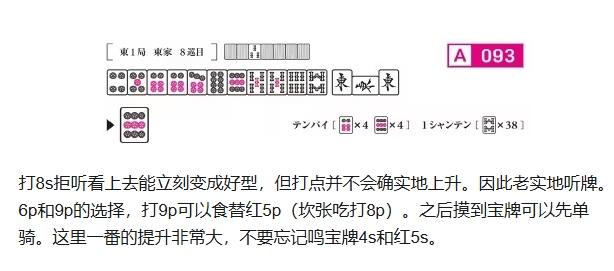 ［ 東1局 東家 8巡目 ］
A 093
▶ テンパイ［ ×4 ×4 ］ 1シャンテン［ ×38 ］
打8s拒听看上去能立刻变成好型，但打点并不会确实地上升。因此老实地听牌。
6p和9p的选择，打9p可以食替红5p（坎张吃打8p）。之后摸到宝牌可以先单
骑。这里一番的提升非常大，不要忘记鸣宝牌4s和红5s。